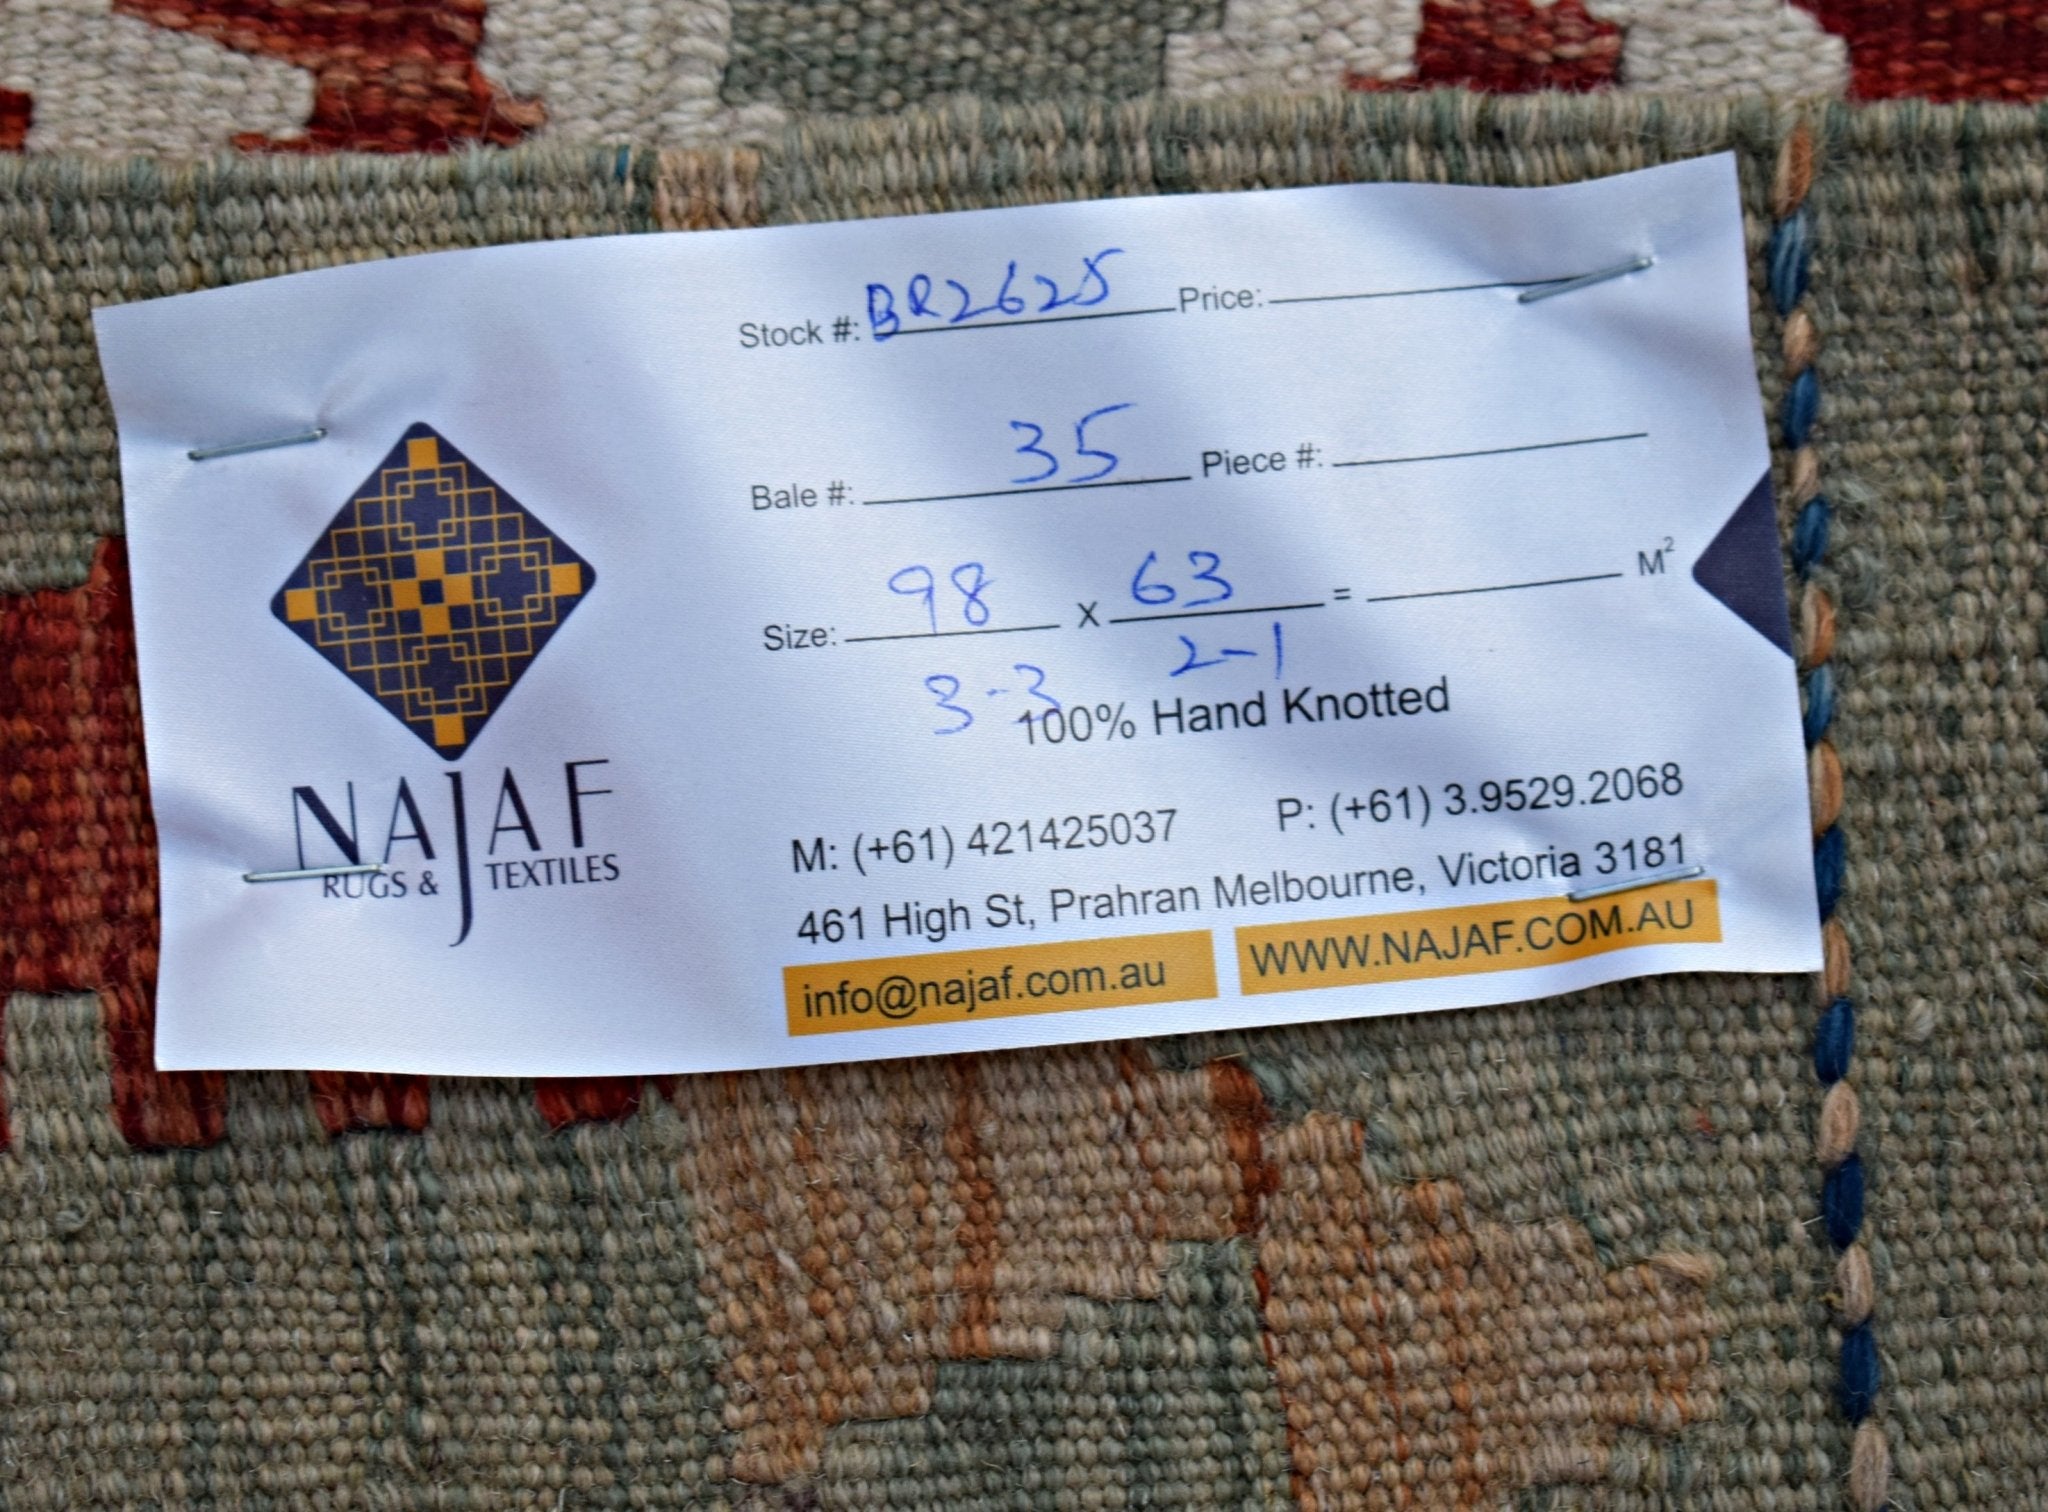 Stock #: BR2625 Price:
Bale #: 35 Piece #:
Size: 98 X 63 = M²
3-3 2-1
100% Hand Knotted
NAJAF
RUGS & TEXTILES
M: (+61) 421425037 P: (+61) 3.9529.2068
461 High St, Prahran Melbourne, Victoria 3181
info@najaf.com.au WWW.NAJAF.COM.AU